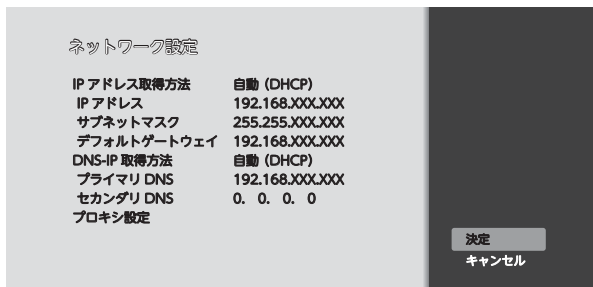 ネットワーク設定
IP アドレス取得方法 自動 (DHCP)
IP アドレス 192.168.XXX.XXX
サブネットマスク 255.255.XXX.XXX
デフォルトゲートウェイ 192.168.XXX.XXX
DNS-IP 取得方法 自動 (DHCP)
プライマリ DNS 192.168.XXX.XXX
セカンダリ DNS 0. 0. 0. 0
プロキシ設定
決定
キャンセル